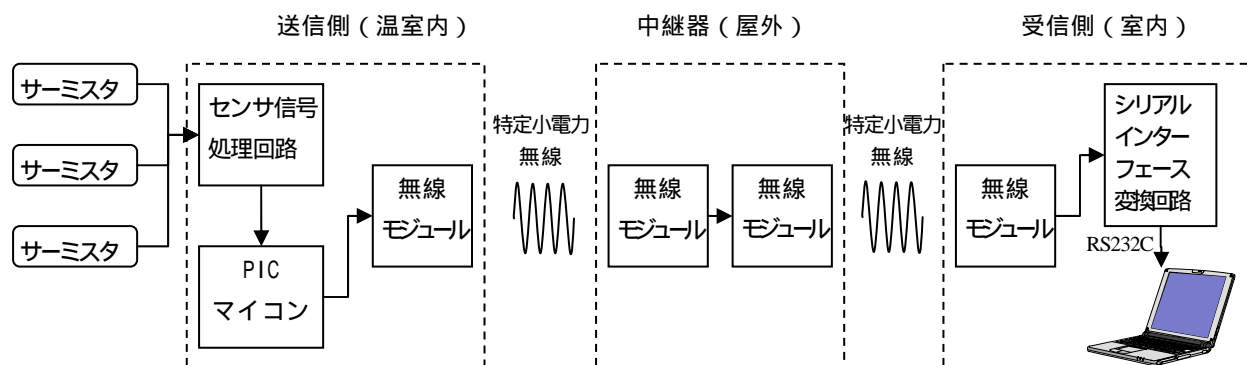 送信側（温室内）
中継器（屋外）
受信側（室内）
サーミスタ
サーミスタ
サーミスタ
センサ信号
処理回路
PIC
マイコン
無線
モジュール
特定小電力
無線
無線
モジュール
無線
モジュール
特定小電力
無線
無線
モジュール
シリアル
インター
フェース
変換回路
RS232C